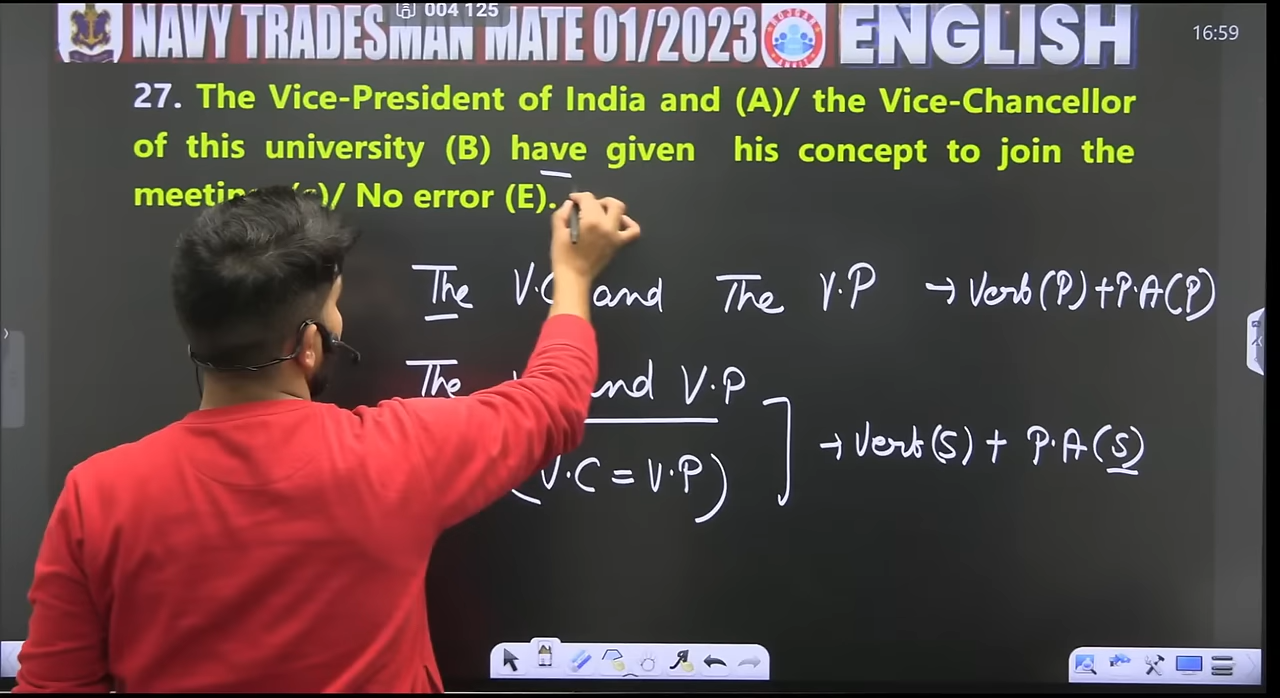 004 125
NAVY TRADESMAN MATE 01/2023 ENGLISH
16:59
27. The Vice-President of India and (A)/ the Vice-Chancellor
of this university (B) have given his concept to join the
No error (E).
The and The V.P → Verb(P)+P.A(P)
The and V.P
(V.C = V.P) → Verb(S) + P.A(S)